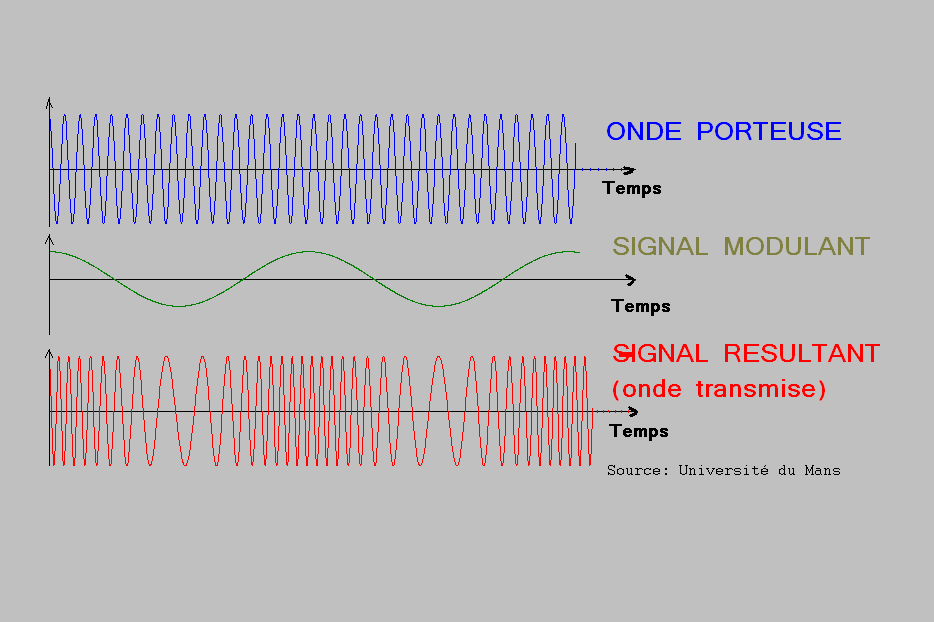 ONDE PORTEUSE
Temps
SIGNAL MODULANT
Temps
SIGNAL RESULTANT
(onde transmise)
Temps
Source: Université du Mans